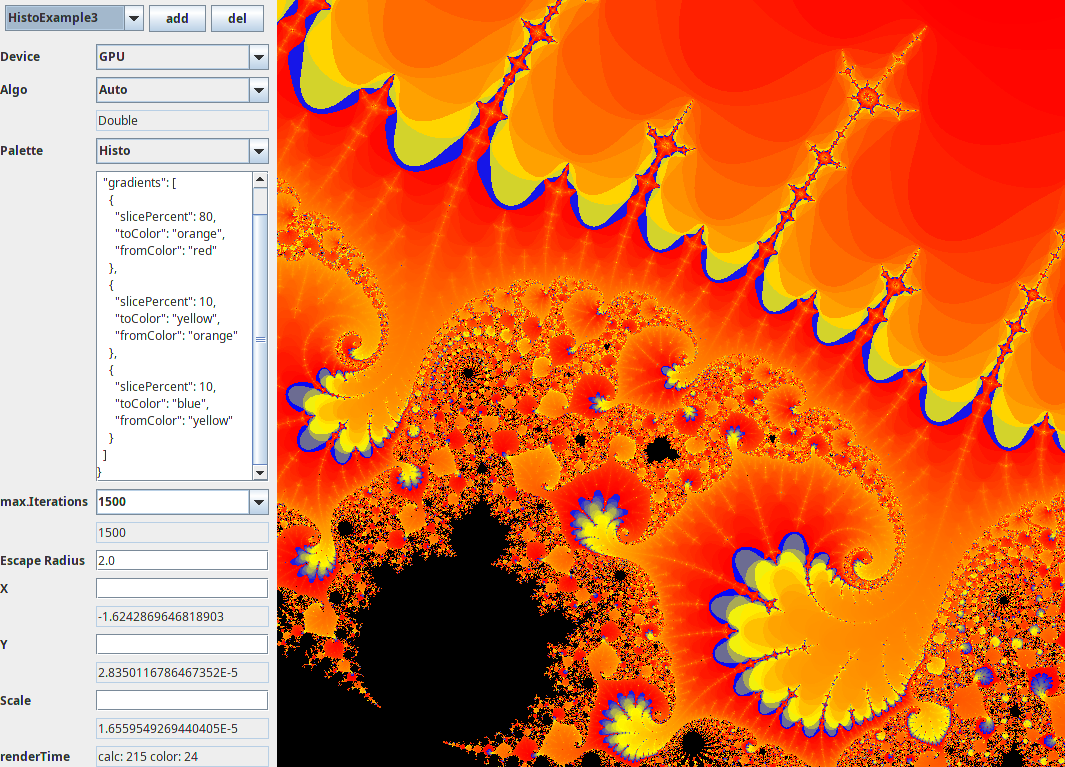 HistoExample3 add del
Device GPU
Algo Auto
Double
Palette Histo
"gradients": [
{
"slicePercent": 80,
"toColor": "orange",
"fromColor": "red"
},
{
"slicePercent": 10,
"toColor": "yellow",
"fromColor": "orange"
},
{
"slicePercent": 10,
"toColor": "blue",
"fromColor": "yellow"
}
]
}
max.Iterations 1500
1500
Escape Radius 2.0
X
-1.6242869646818903
Y
2.8350116786467352E-5
Scale
1.6559549269440405E-5
renderTime calc: 215 color: 24